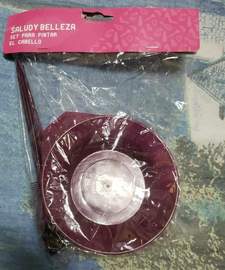 SALUD Y BELLEZA
SET PARA PINTAR
EL CABELLO